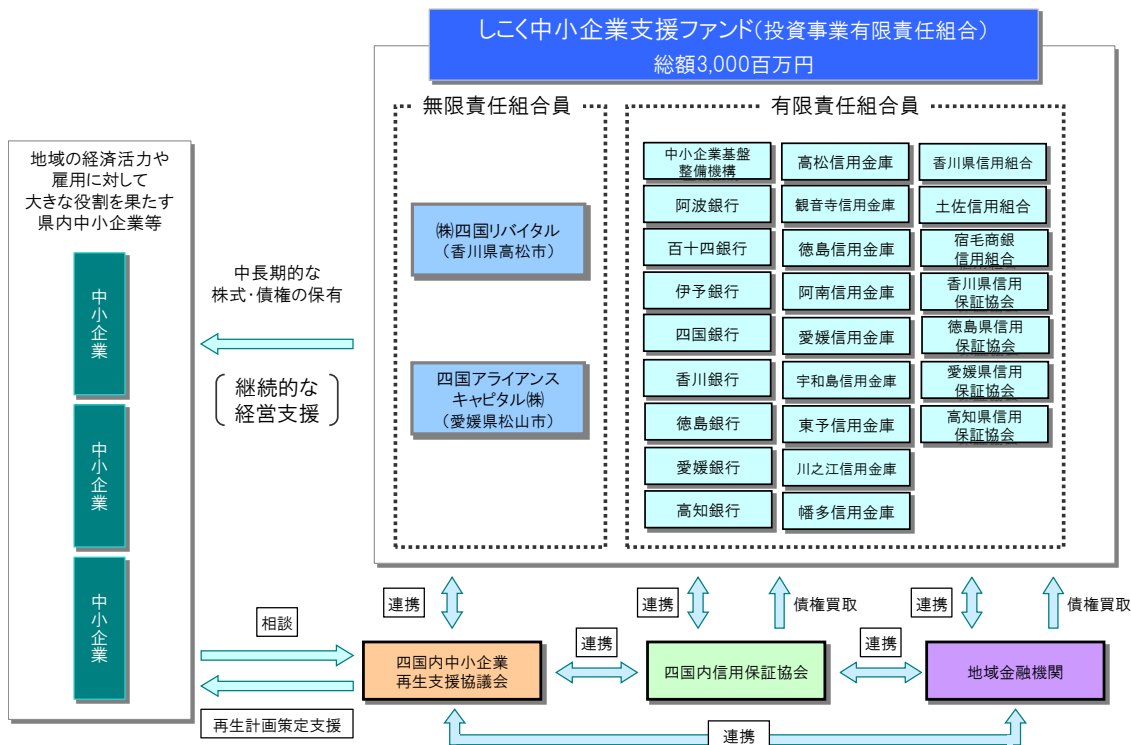 しこく中小企業支援ファンド(投資事業有限責任組合)
総額3,000百万円
無限責任組合員
㈱四国リバイタル
(香川県高松市)
四国アライアンス
キャピタル㈱
(愛媛県松山市)
有限責任組合員
中小企業基盤
整備機構
阿波銀行
百十四銀行
伊予銀行
四国銀行
香川銀行
徳島銀行
愛媛銀行
高知銀行
高松信用金庫
観音寺信用金庫
徳島信用金庫
阿南信用金庫
愛媛信用金庫
宇和島信用金庫
東予信用金庫
川之江信用金庫
幡多信用金庫
香川県信用組合
土佐信用組合
宿毛商銀
信用組合
香川県信用
保証協会
徳島県信用
保証協会
愛媛県信用
保証協会
高知県信用
保証協会
地域の経済活力や
雇用に対して
大きな役割を果たす
県内中小企業等
中小企業
中小企業
中小企業
中長期的な
株式・債権の保有
継続的な
経営支援
連携
連携
債権買取
連携
債権買取
相談
四国内中小企業
再生支援協議会
連携
四国内信用保証協会
連携
地域金融機関
再生計画策定支援
連携